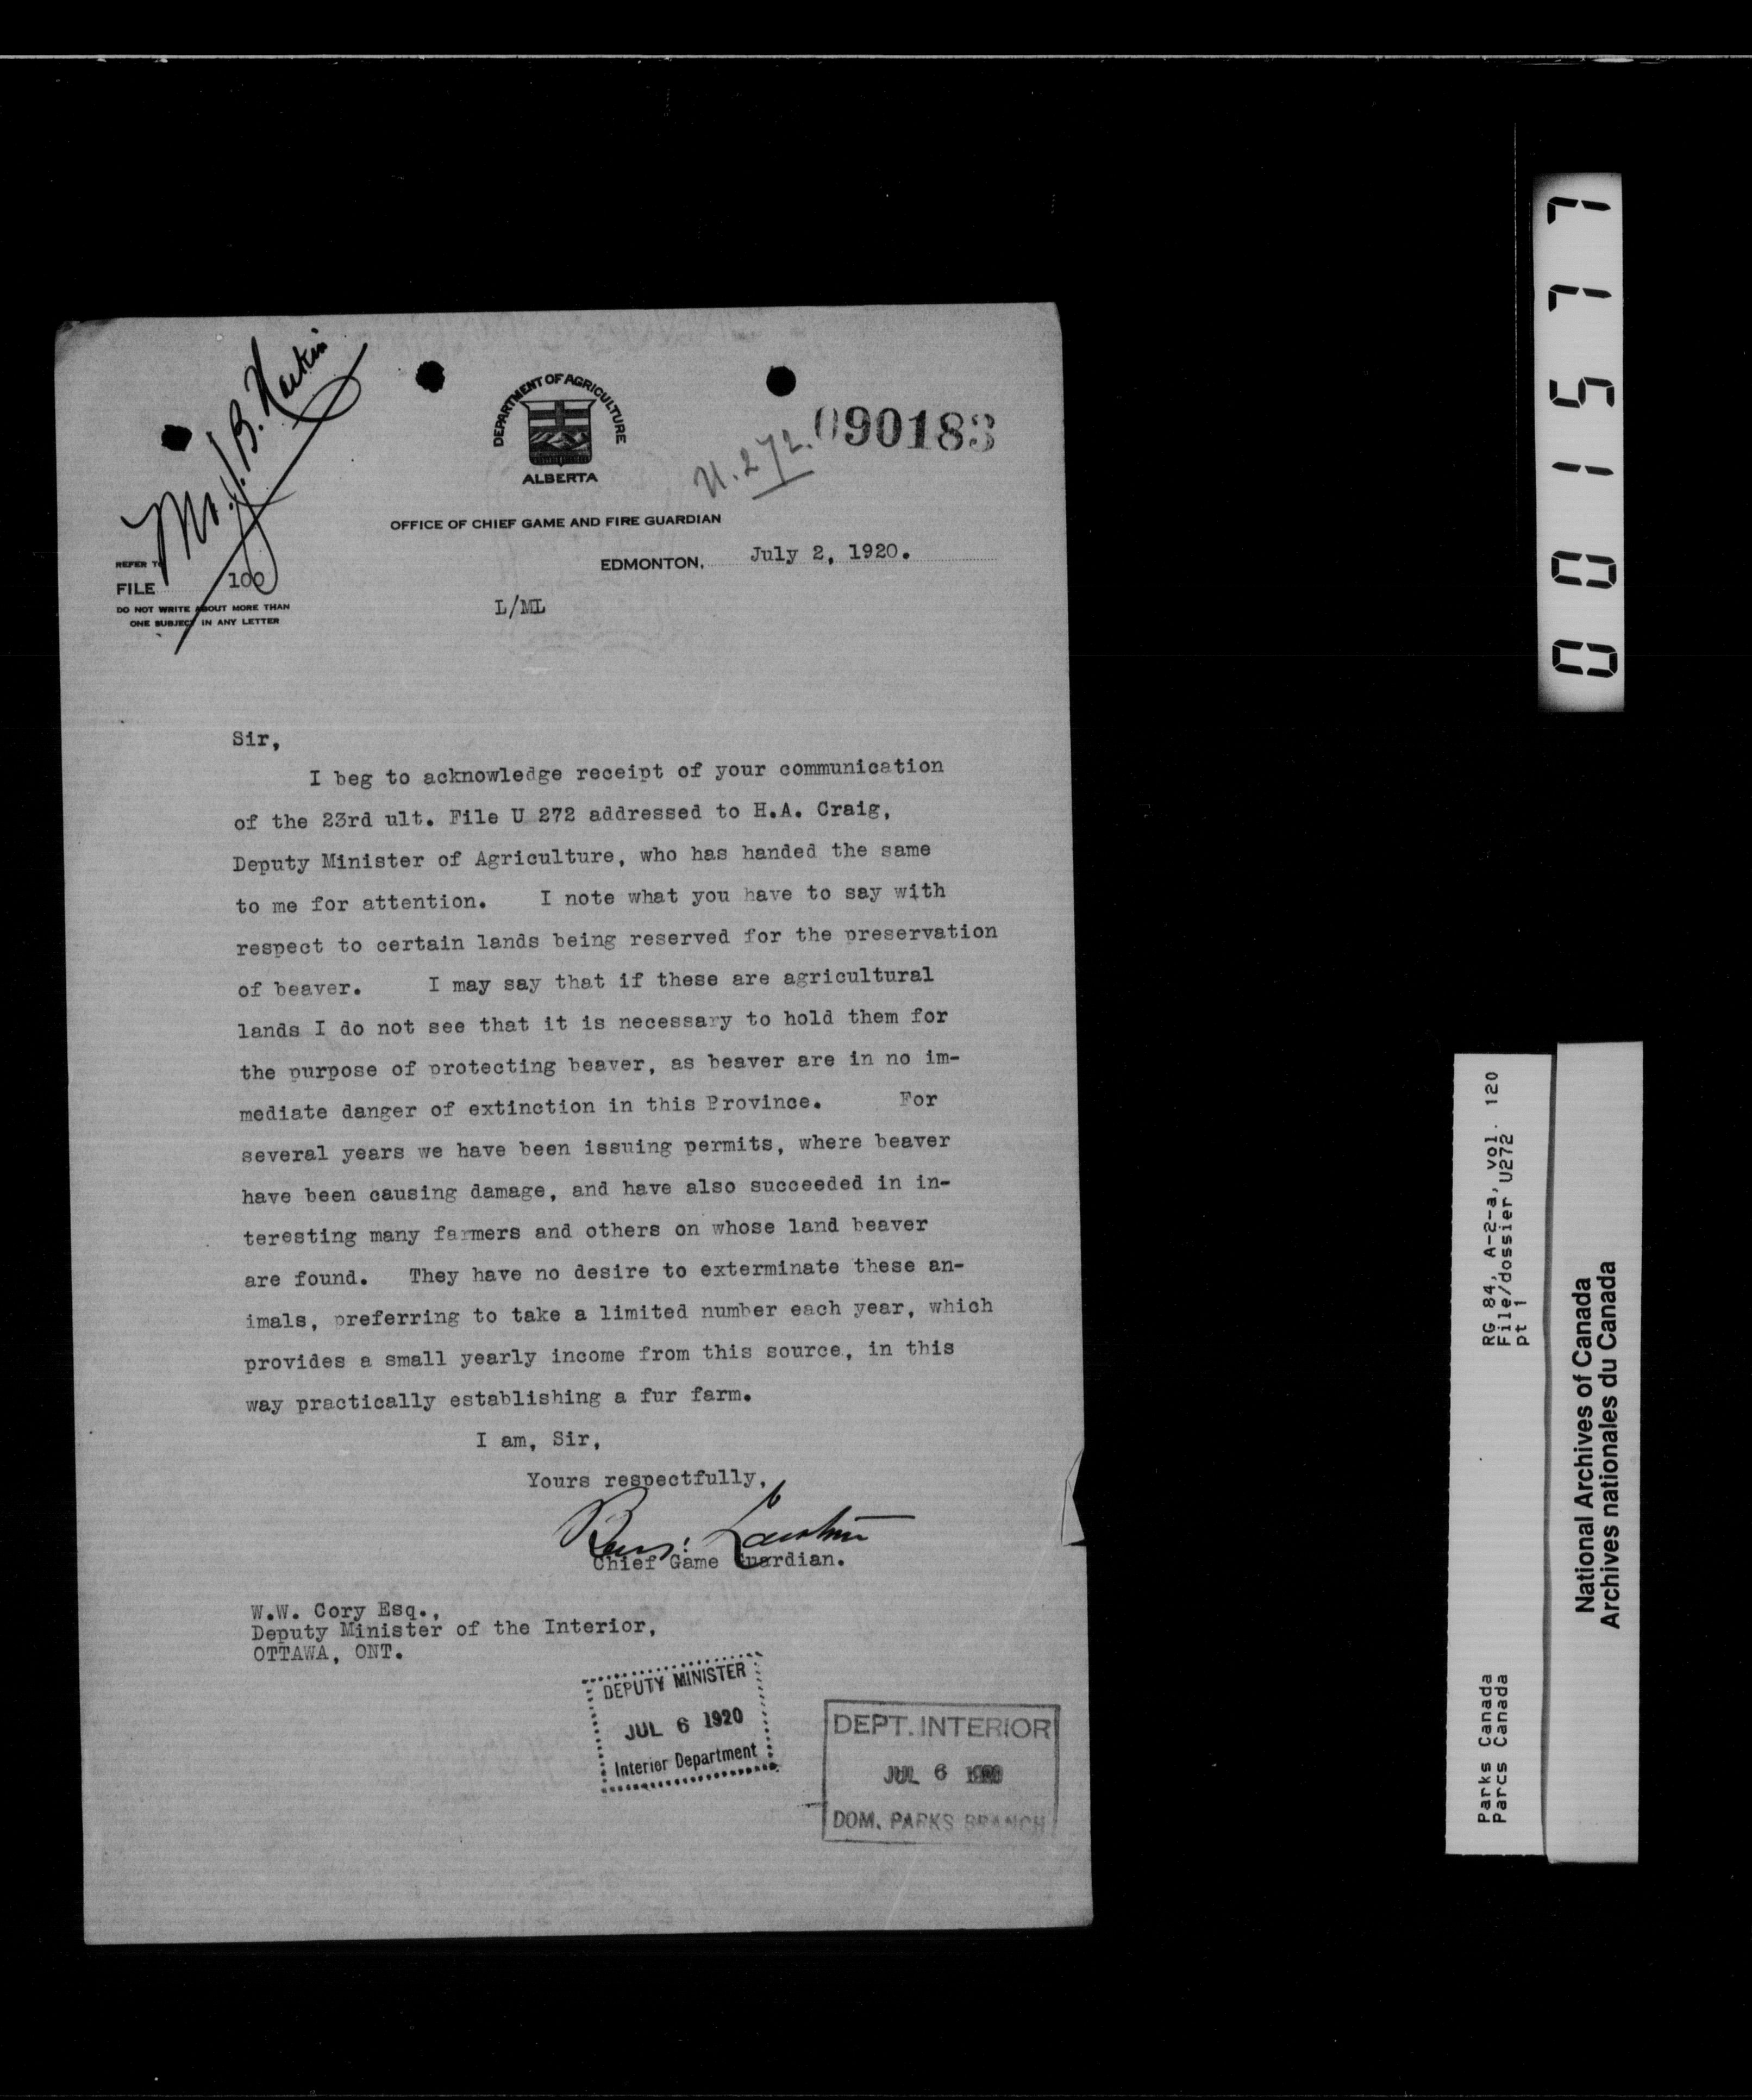 Mr. J. B. Harkin
DEPARTMENT OF AGRICULTURE
ALBERTA
090183
U. 272.
OFFICE OF CHIEF GAME AND FIRE GUARDIAN
EDMONTON, July 2, 1920.
REFER TO
FILE 100
DO NOT WRITE ABOUT MORE THAN
ONE SUBJECT IN ANY LETTER
L/ML
Sir,
I beg to acknowledge receipt of your communication
of the 23rd ult. File U 272 addressed to H.A. Craig,
Deputy Minister of Agriculture, who has handed the same
to me for attention. I note what you have to say with
respect to certain lands being reserved for the preservation
of beaver. I may say that if these are agricultural
lands I do not see that it is necessary to hold them for
the purpose of protecting beaver, as beaver are in no im-
mediate danger of extinction in this Province. For
several years we have been issuing permits, where beaver
have been causing damage, and have also succeeded in in-
teresting many farmers and others on whose land beaver
are found. They have no desire to exterminate these an-
imals, preferring to take a limited number each year, which
provides a small yearly income from this source, in this
way practically establishing a fur farm.
I am, Sir,
Yours respectfully,
Benj. Lawton
Chief Game Guardian.
W.W. Cory Esq.,
Deputy Minister of the Interior,
OTTAWA, ONT.
DEPUTY MINISTER
JUL 6 1920
Interior Department
DEPT. INTERIOR
JUL 6 1920
DOM. PARKS BRANCH
001577
RG 84, A-2-a, vol. 120
File/dossier U272
pt 1
Parks Canada
Parcs Canada
National Archives of Canada
Archives nationales du Canada